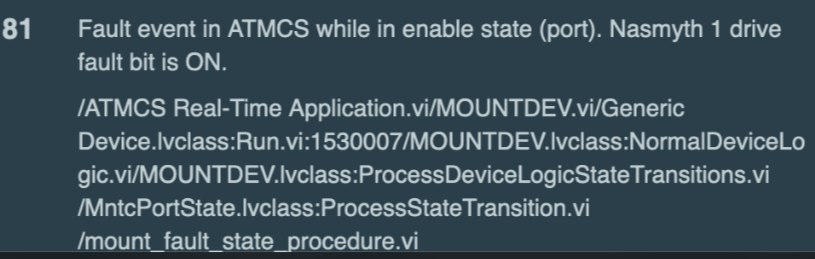 81 Fault event in ATMCS while in enable state (port). Nasmyth 1 drive
fault bit is ON.
/ATMCS Real-Time Application.vi/MOUNTDEV.vi/Generic
Device.lvclass:Run.vi:1530007/MOUNTDEV.lvclass:NormalDeviceLo
gic.vi/MOUNTDEV.lvclass:ProcessDeviceLogicStateTransitions.vi
/MntcPortState.lvclass:ProcessStateTransition.vi
/mount_fault_state_procedure.vi